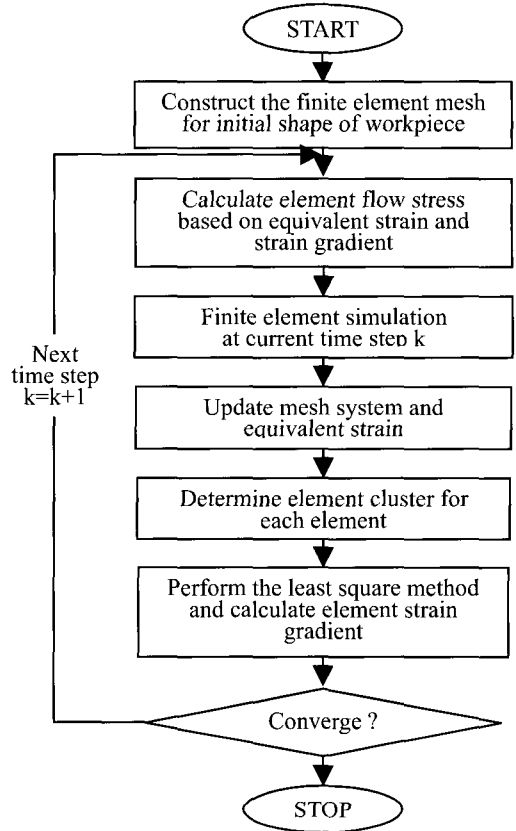 START
Construct the finite element mesh
for initial shape of workpiece
Calculate element flow stress
based on equivalent strain and
strain gradient
Finite element simulation
at current time step k
Next
time step
k=k+1
Update mesh system and
equivalent strain
Determine element cluster for
each element
Perform the least square method
and calculate element strain
gradient
Converge ?
STOP